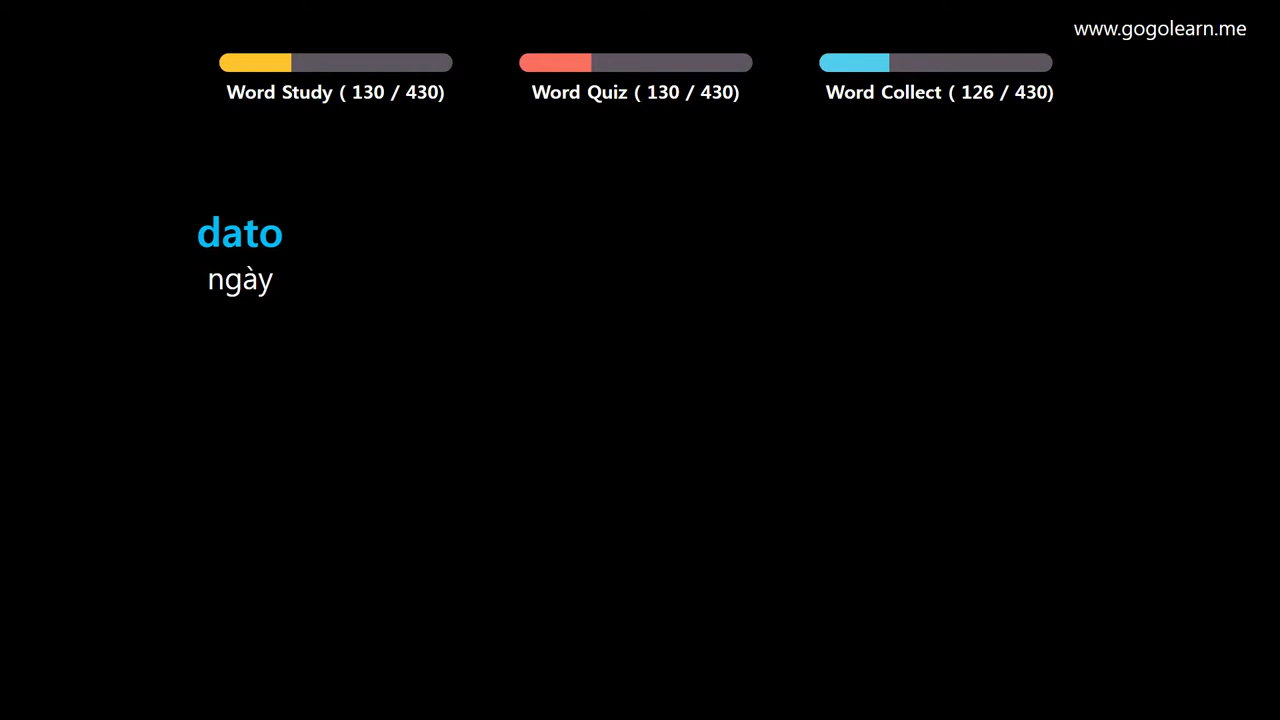 www.gogolearn.me
Word Study ( 130 / 430)
Word Quiz ( 130 / 430)
Word Collect ( 126 / 430)
dato
ngày